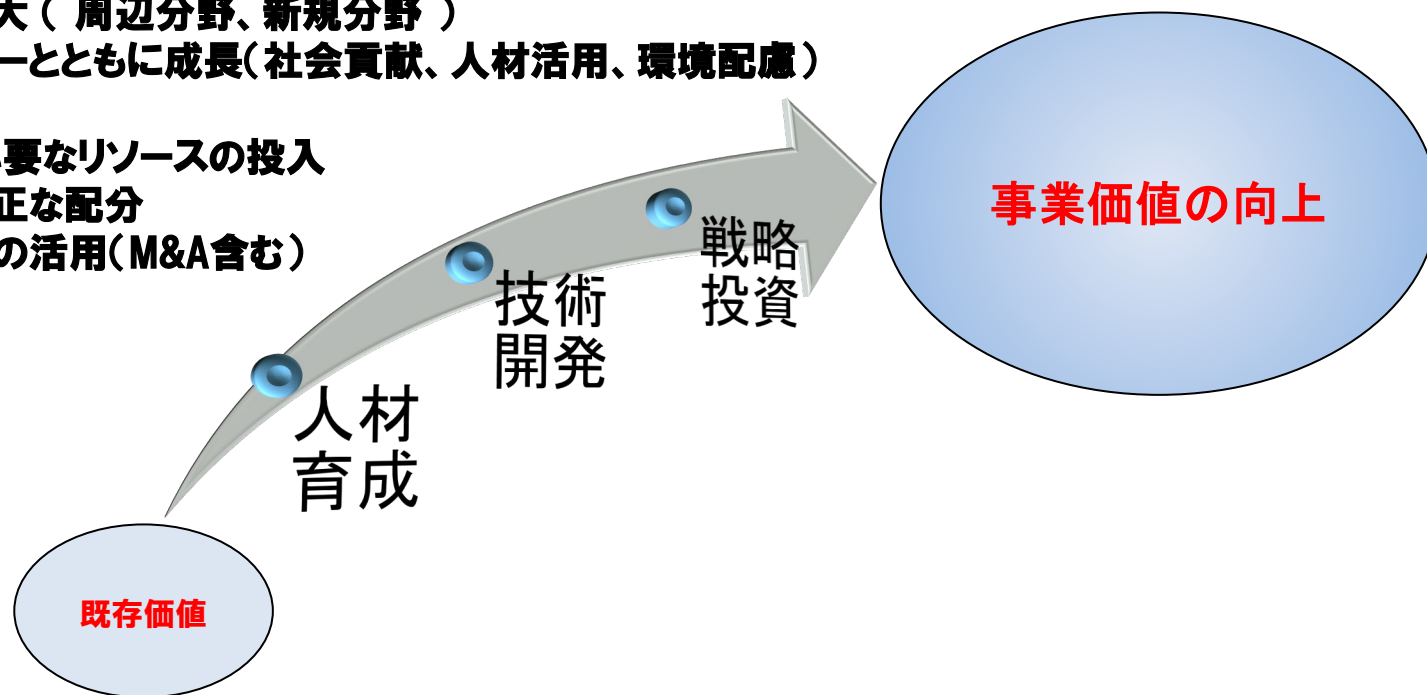 大（ 周辺分野、新規分野 ）
ーとともに成長（社会貢献、人材活用、環境配慮）
要なリソースの投入
正な配分
の活用（M&A含む）
事業価値の向上
戦略
投資
技術
開発
人材
育成
既存価値